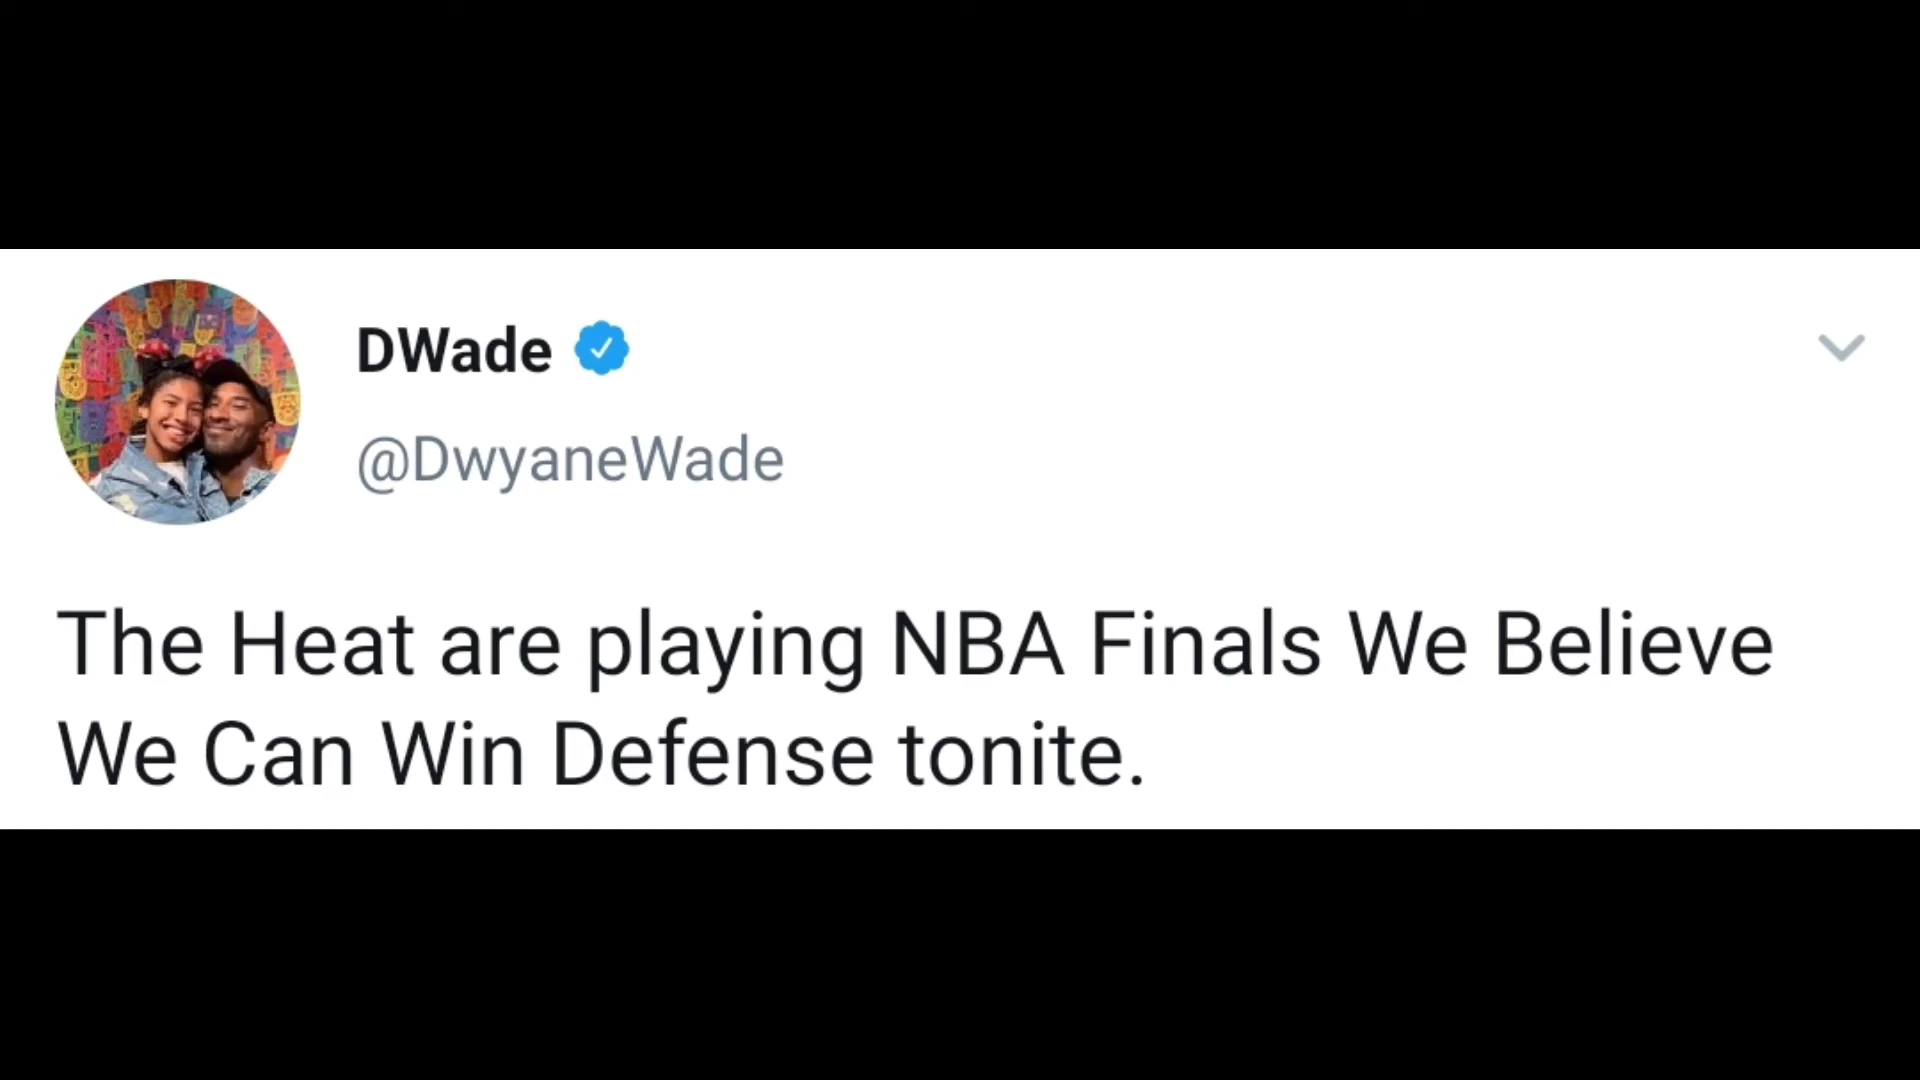 DWade
@DwyaneWade
The Heat are playing NBA Finals We Believe
We Can Win Defense tonite.